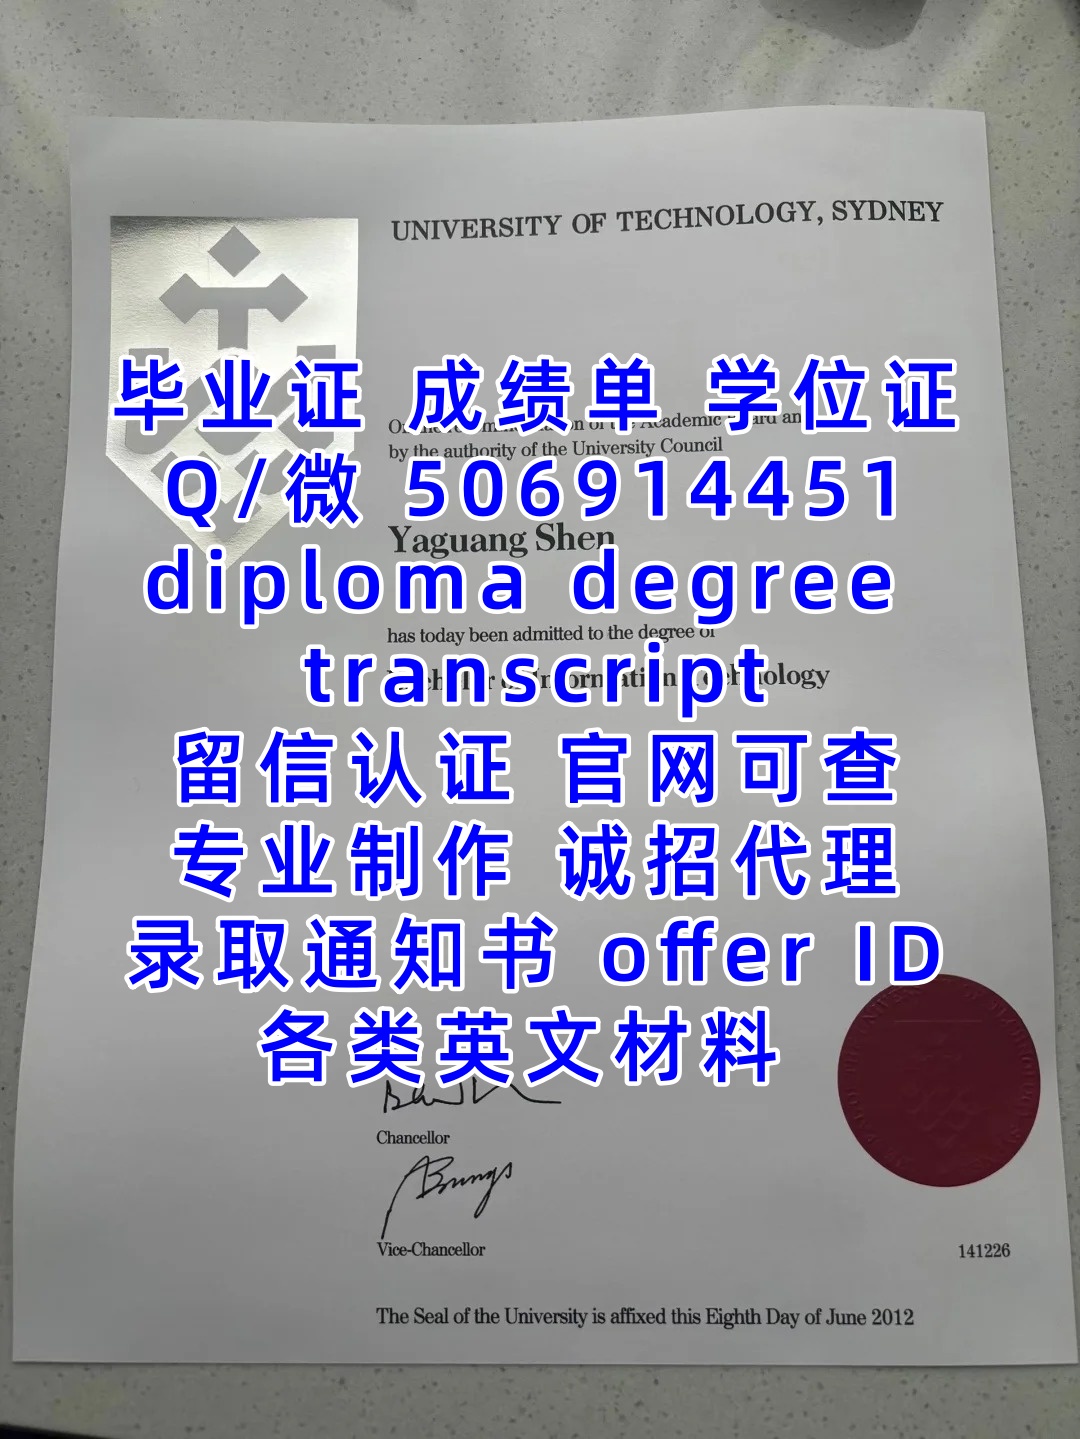 UNIVERSITY OF TECHNOLOGY, SYDNEY
毕业证 成绩单 学位证
by the authority of the University Council
Q/微 506914451
Yaguang Shen
diploma degree
has today been admitted to the degree of
transcript
留信认证 官网可查
专业制作 诚招代理
录取通知书 offer ID
各类英文材料
Chancellor
Vice-Chancellor
141226
The Seal of the University is affixed this Eighth Day of June 2012